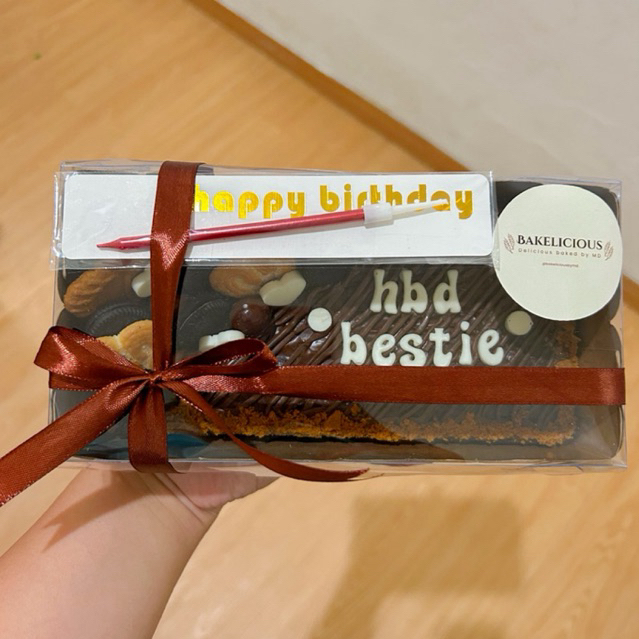 happy birthday
BAKELICIOUS
Delicious baked by MD
hbd
bestie